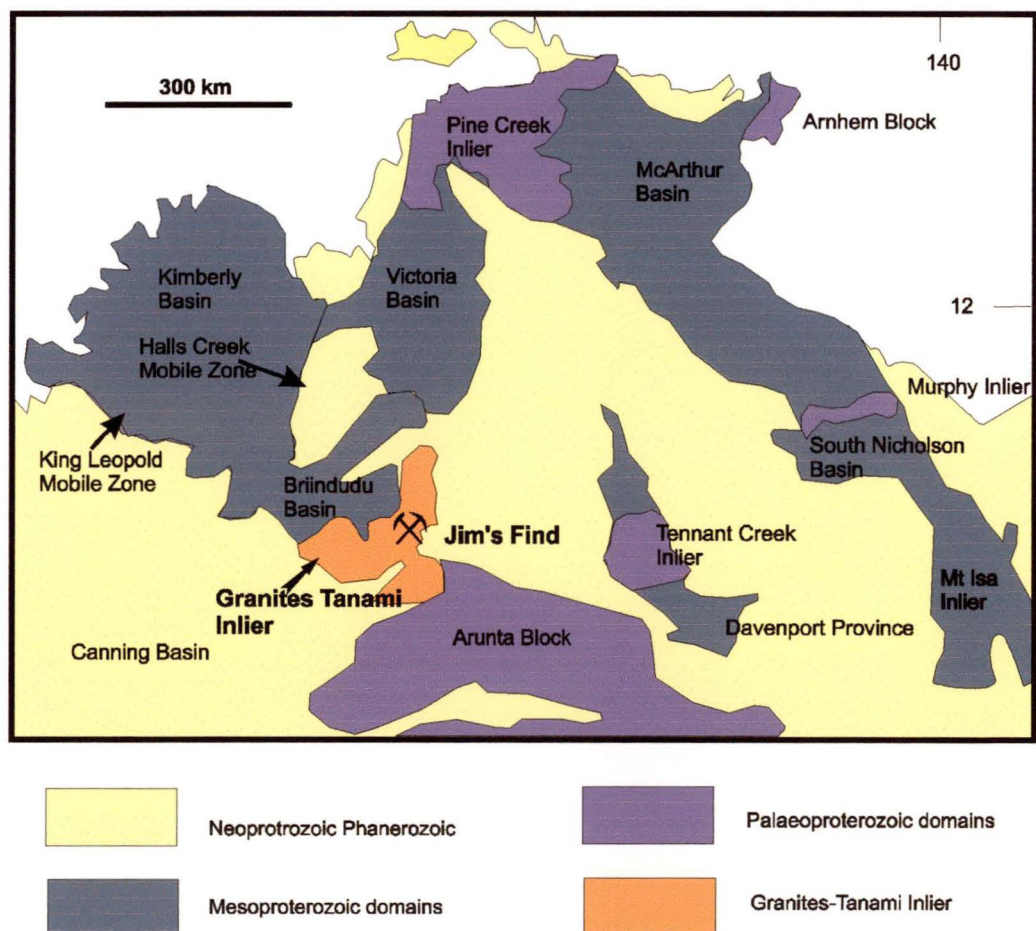 140
300 km
Pine Creek
Inlier
Arnhem Block
McArthur
Basin
Kimberly
Basin
Victoria
Basin
12
Halls Creek
Mobile Zone
Murphy Inlier
King Leopold
Mobile Zone
South Nicholson
Basin
Briindudu
Basin
Jim's Find
Tennant Creek
Inlier
Granites Tanami
Inlier
Mt Isa
Inlier
Canning Basin
Arunta Block
Davenport Province
Neoprotrozoic Phanerozoic
Palaeoproterozoic domains
Mesoproterozoic domains
Granites-Tanami Inlier